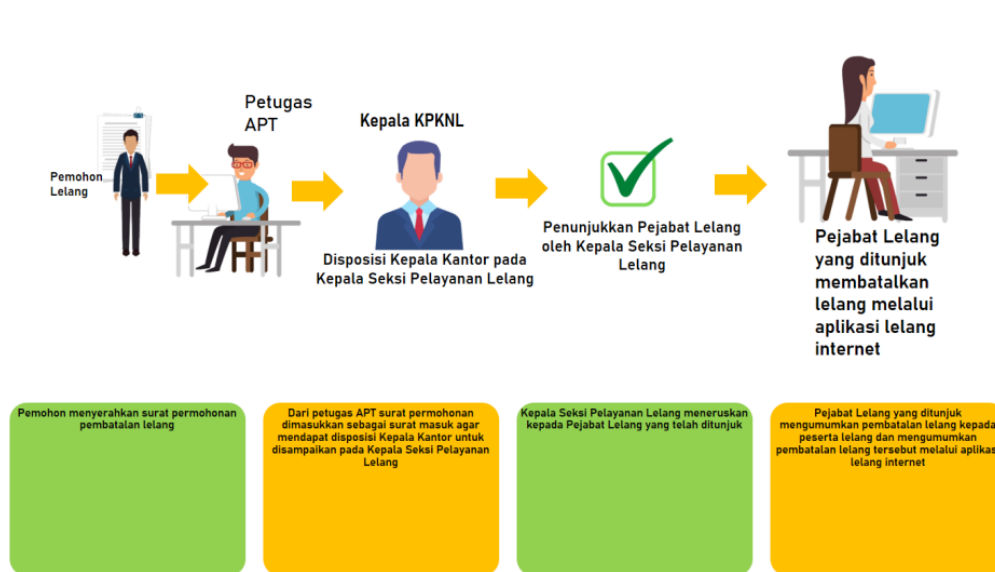 Pemohon
Lelang
Petugas
APT
Kepala KPKNL
Disposisi Kepala Kantor pada
Kepala Seksi Pelayanan Lelang
Penunjukkan Pejabat Lelang
oleh Kepala Seksi Pelayanan
Lelang
Pejabat Lelang
yang ditunjuk
membatalkan
lelang melalui
aplikasi lelang
internet
Pemohon menyerahkan surat permohonan
pembatalan lelang
Dari petugas APT surat permohonan
dimasukkan sebagai surat masuk agar
mendapat disposisi Kepala Kantor untuk
disampaikan pada Kepala Seksi Pelayanan
Lelang
Kepala Seksi Pelayanan Lelang meneruskan
kepada Pejabat Lelang yang telah ditunjuk
Pejabat Lelang yang ditunjuk
mengumumkan pembatalan lelang kepada
peserta lelang dan mengumumkan
pembatalan lelang tersebut melalui aplikasi
lelang internet